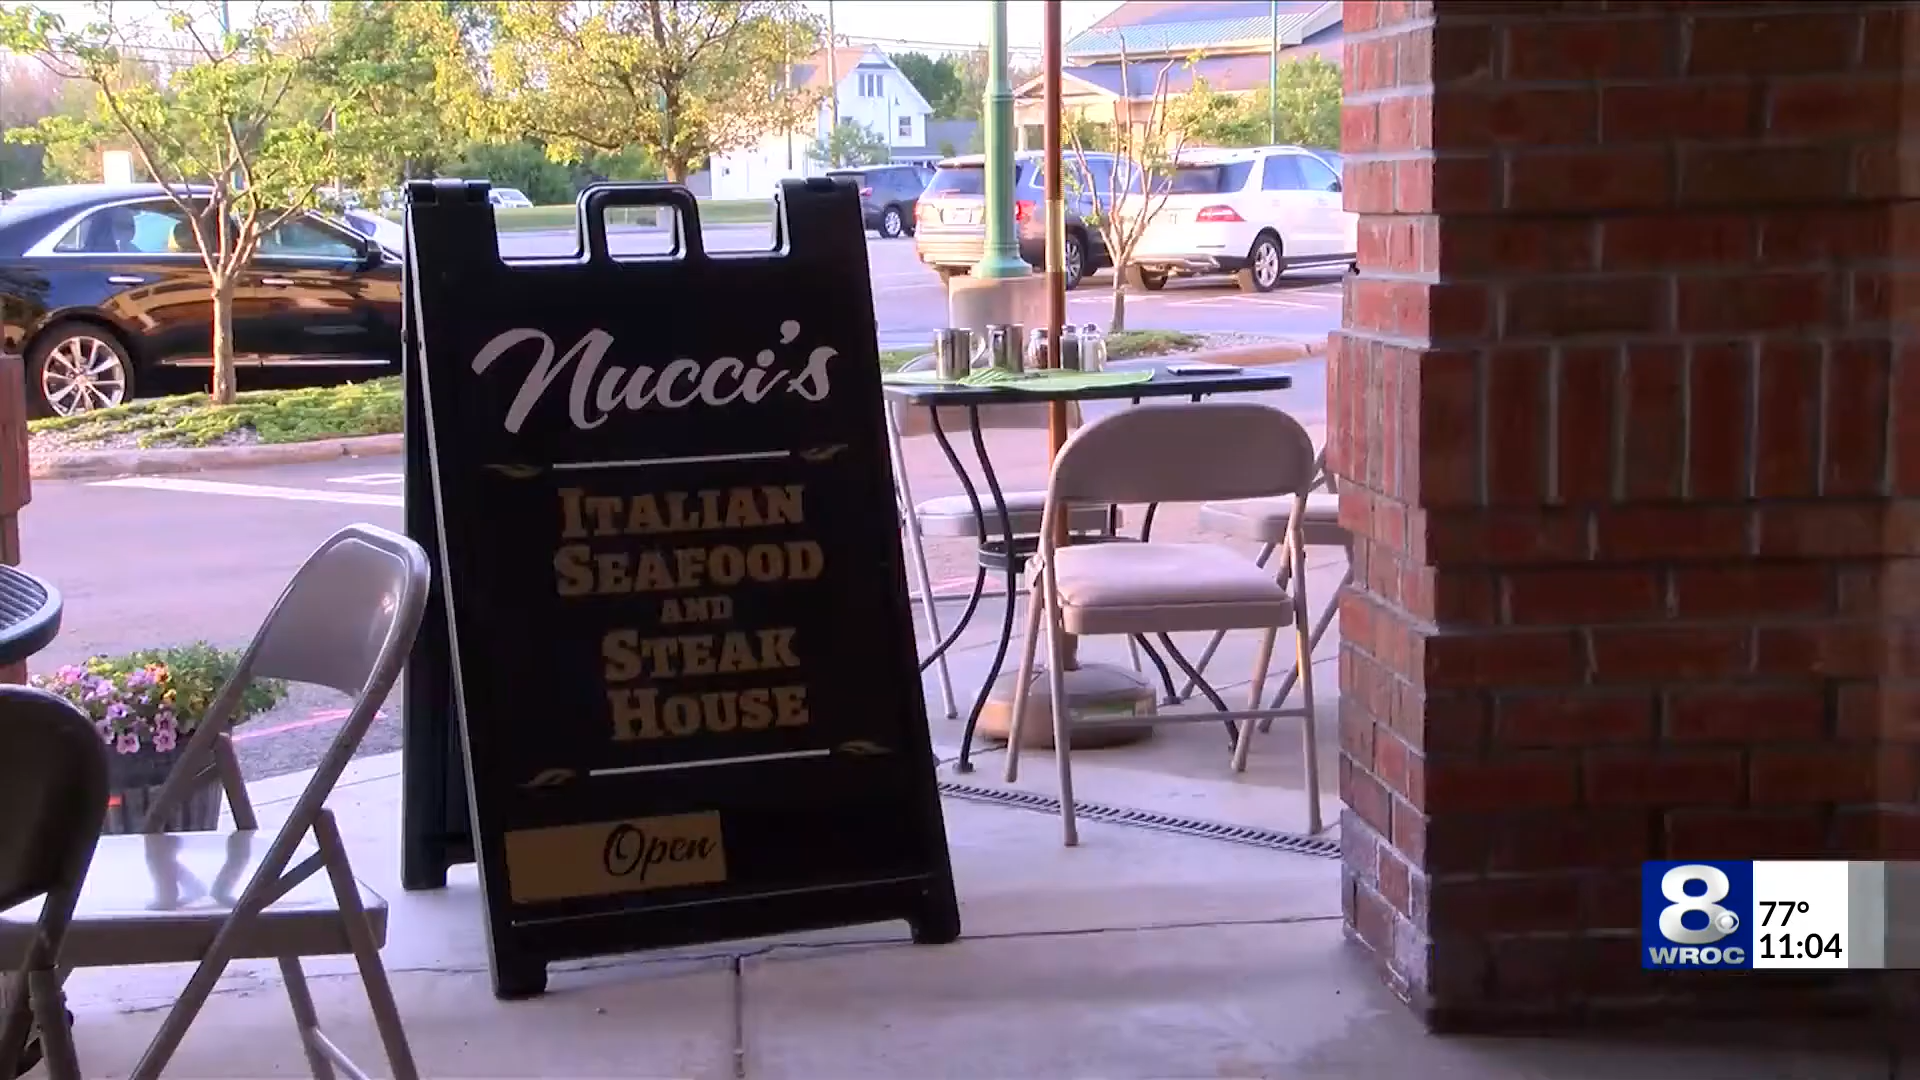 Nucci's
ITALIAN
SEAFOOD
AND
STEAK
HOUSE
Open
8
WROC
77°
11:04